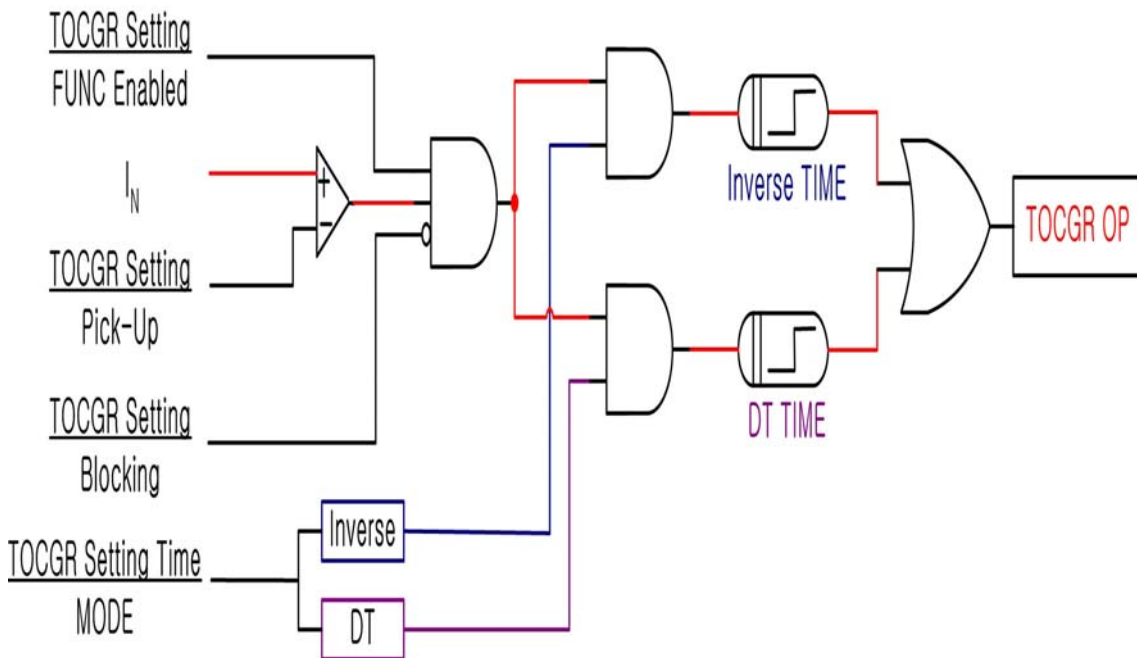 TOCGR Setting
FUNC Enabled
IN
TOCGR Setting
Pick-Up
TOCGR Setting
Blocking
TOCGR Setting Time
MODE
Inverse
DT
+
-
Inverse TIME
DT TIME
TOCGR OP